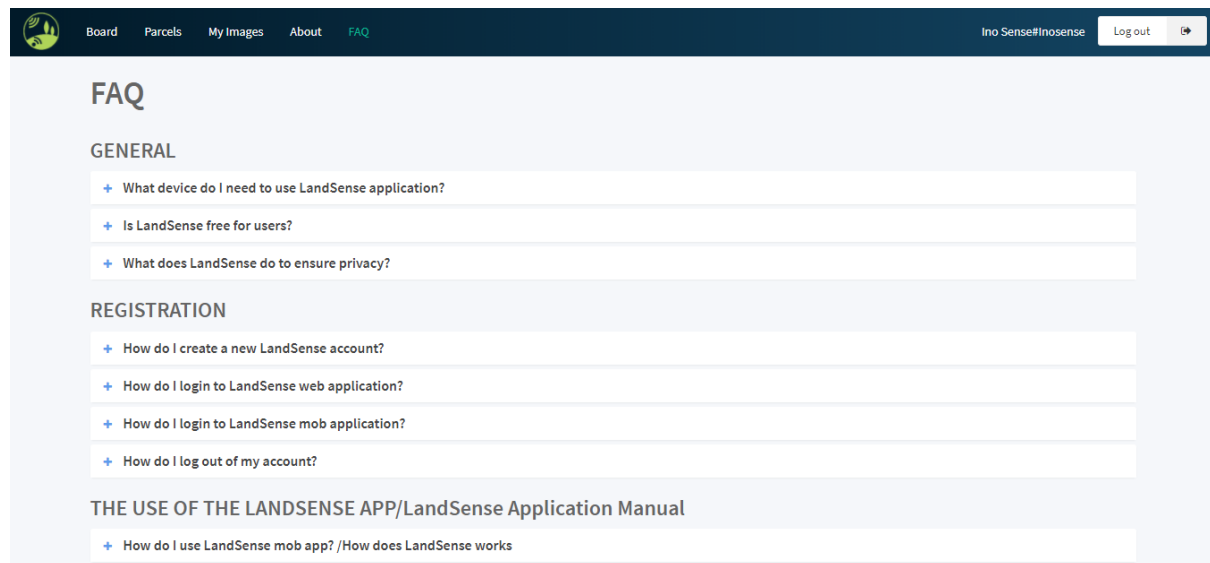 Board Parcels My Images About FAQ Ino Sense#Inosense Log out
FAQ
GENERAL
What device do I need to use LandSense application?
Is LandSense free for users?
What does LandSense do to ensure privacy?
REGISTRATION
How do I create a new LandSense account?
How do I login to LandSense web application?
How do I login to LandSense mob application?
How do I log out of my account?
THE USE OF THE LANDSENSE APP/LandSense Application Manual
How do I use LandSense mob app? /How does LandSense works